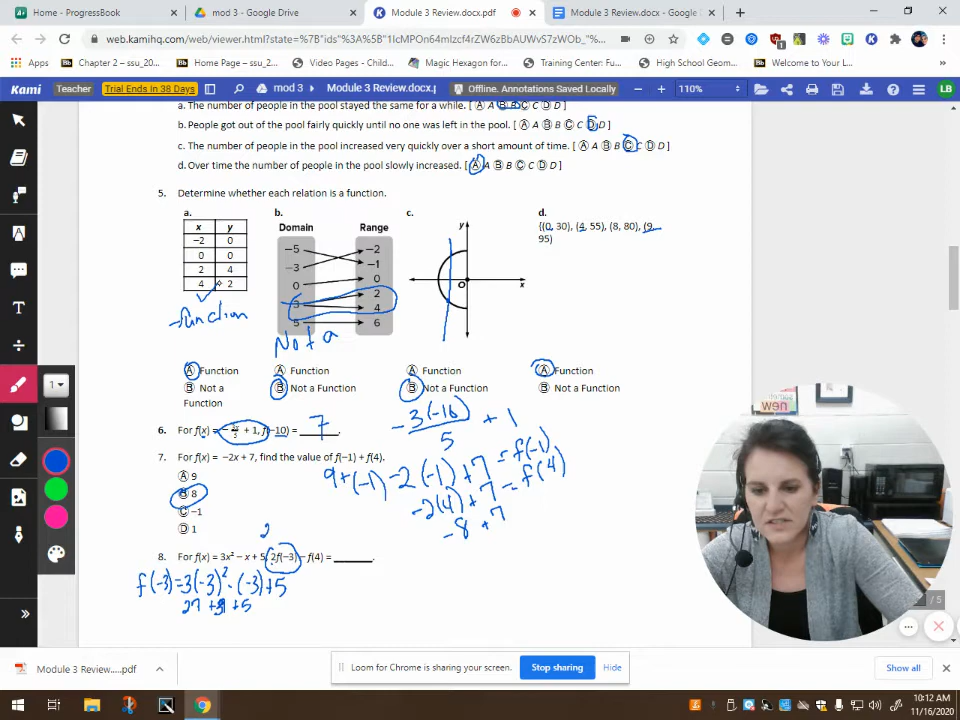 Home - ProgressBook
mod 3 - Google Drive
Module 3 Review.pdf
Module 3 Review.docx - Google
web.kamihq.com/web/viewer.html?state=%7B"ids"%3A%5B"1IcMPOn64mlzcf4rZW6zBbAUWvS7zWOb_"%...
Apps
Chapter 2 – ssu_20...
Home Page – ssu_2...
Video Pages - Child...
Magic Hexagon for...
Training Center: Fu...
High School Geom...
Welcome to Your L...
Kami
Teacher
Trial Ends in 38 Days
mod 3
Module 3 Review.docx.p
Offline. Annotations Saved Locally
110%
LB
a. The number of people in the pool stayed the same for a while. [ Ⓐ A Ⓑ B Ⓒ C Ⓓ D ]
b. People got out of the pool fairly quickly until no one was left in the pool. [ Ⓐ A Ⓑ B Ⓒ C Ⓓ D ]
c. The number of people in the pool increased very quickly over a short amount of time. [ Ⓐ A Ⓑ B Ⓒ C Ⓓ D ]
d. Over time the number of people in the pool slowly increased. [ Ⓐ A Ⓑ B Ⓒ C Ⓓ D ]
5. Determine whether each relation is a function.
a. b. c. d.
x y
−2 0
0 0
2 4
4 2
function
Domain Range
−5 −2
−3 −1
0 0
3 2
4
5 6
Not a
y
O x
{(0, 30), (4, 55), (8, 80), (9,
95)
Ⓐ Function Ⓐ Function Ⓐ Function Ⓐ Function
Ⓑ Not a Ⓑ Not a Function Ⓑ Not a Function Ⓑ Not a Function
Function
-3(-10) + 1
5
6. For f(x) = − 3x/5 + 1, f(−10) = 7
7. For f(x) = −2x + 7, find the value of f(−1) + f(4).
9+(-1) -2(-1)+7=f(-1)
-2(4)+7=f(4)
-8+7
Ⓐ 9
Ⓑ 8
Ⓒ −1
Ⓓ 1
2
8. For f(x) = 3x² − x + 5, 2f(−3) − f(4) = ________
f(-3)=3(-3)²-(-3)+5
27+3+5
/ 5
Module 3 Review.....pdf
Loom for Chrome is sharing your screen.
Stop sharing
Hide
Show all
10:12 AM
11/16/2020